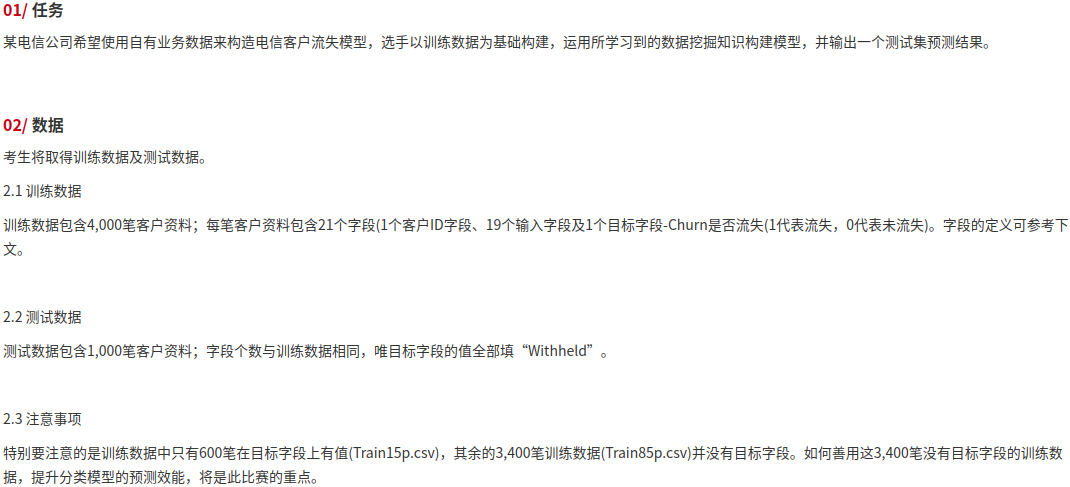 01/ 任务
某电信公司希望使用自有业务数据来构造电信客户流失模型，选手以训练数据为基础构建，运用所学习到的数据挖掘知识构建模型，并输出一个测试集预测结果。
02/ 数据
考生将取得训练数据及测试数据。
2.1 训练数据
训练数据包含4,000笔客户资料；每笔客户资料包含21个字段(1个客户ID字段、19个输入字段及1个目标字段-Churn是否流失(1代表流失，0代表未流失)。字段的定义可参考下
文。
2.2 测试数据
测试数据包含1,000笔客户资料；字段个数与训练数据相同，唯目标字段的值全部填“Withheld”。
2.3 注意事项
特别要注意的是训练数据中只有600笔在目标字段上有值(Train15p.csv)，其余的3,400笔训练数据(Train85p.csv)并没有目标字段。如何善用这3,400笔没有目标字段的训练数
据，提升分类模型的预测效能，将是此比赛的重点。